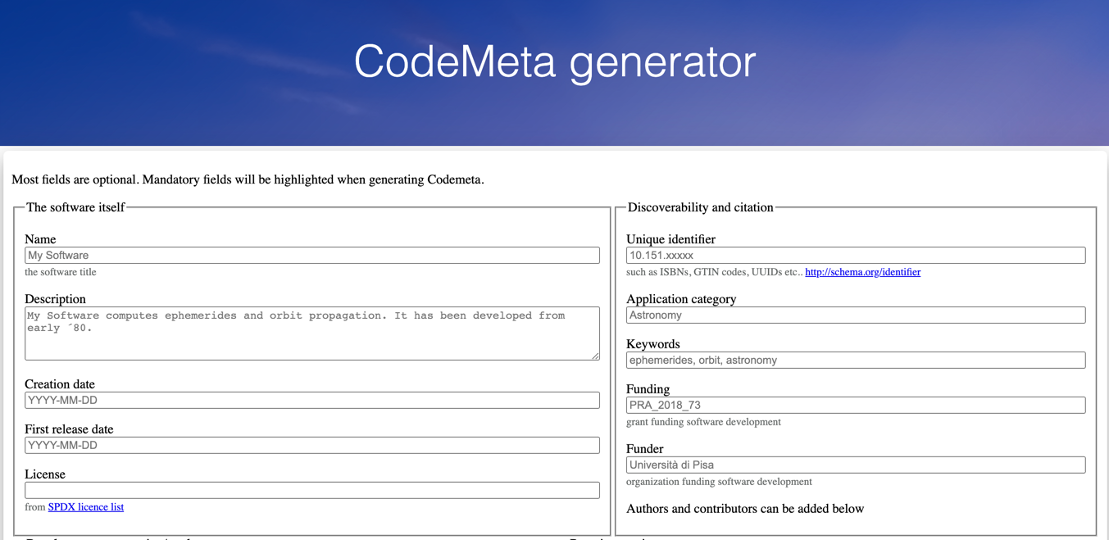 CodeMeta generator
Most fields are optional. Mandatory fields will be highlighted when generating Codemeta.
The software itself
Name
My Software
the software title
Description
My Software computes ephemerides and orbit propagation. It has been developed from
early ´80.
Creation date
YYYY-MM-DD
First release date
YYYY-MM-DD
License
from SPDX licence list
Discoverability and citation
Unique identifier
10.151.xxxxx
such as ISBNs, GTIN codes, UUIDs etc.. http://schema.org/identifier
Application category
Astronomy
Keywords
ephemerides, orbit, astronomy
Funding
PRA_2018_73
grant funding software development
Funder
Università di Pisa
organization funding software development
Authors and contributors can be added below